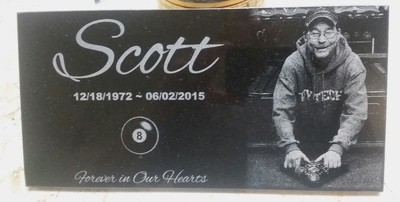 Scott
12/18/1972 ~ 06/02/2015
8
Forever in Our Hearts